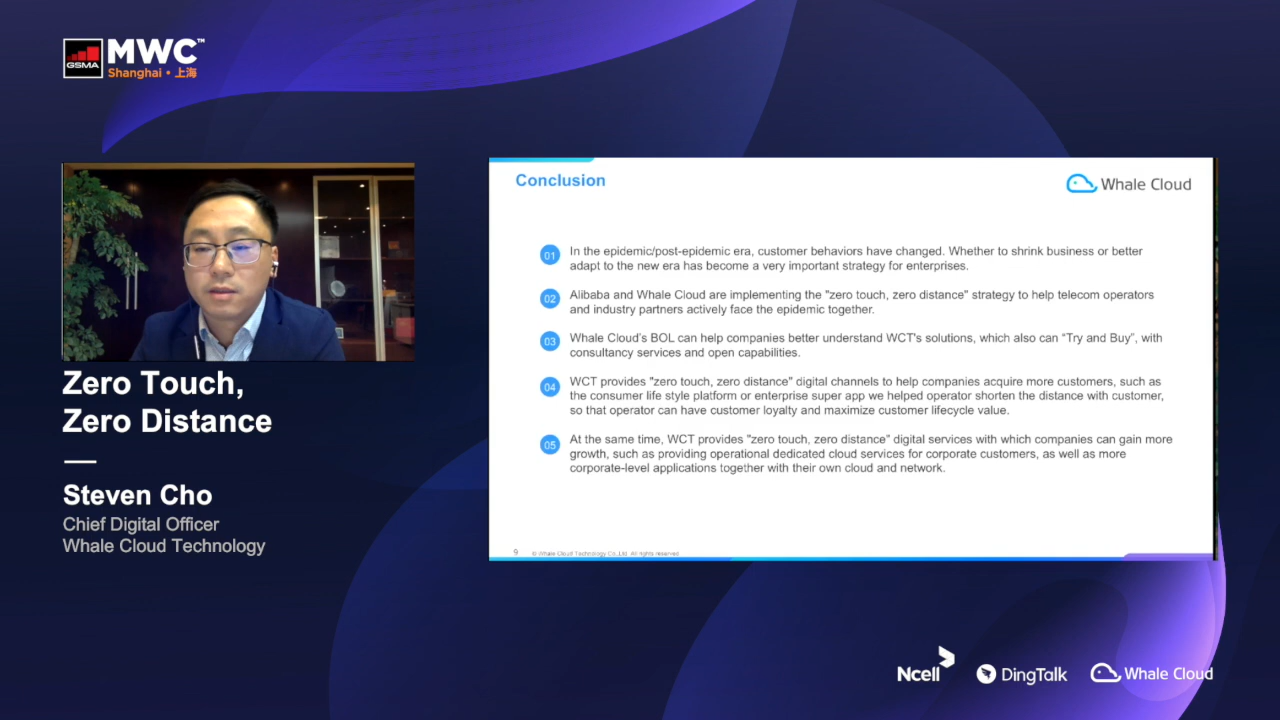 GSMA
MWC™
Shanghai • 上海
Zero Touch,
Zero Distance
Steven Cho
Chief Digital Officer
Whale Cloud Technology
Conclusion
Whale Cloud
01
In the epidemic/post-epidemic era, customer behaviors have changed. Whether to shrink business or better
adapt to the new era has become a very important strategy for enterprises.
02
Alibaba and Whale Cloud are implementing the "zero touch, zero distance" strategy to help telecom operators
and industry partners actively face the epidemic together.
03
Whale Cloud's BOL can help companies better understand WCT's solutions, which also can “Try and Buy”, with
consultancy services and open capabilities.
04
WCT provides "zero touch, zero distance" digital channels to help companies acquire more customers, such as
the consumer life style platform or enterprise super app we helped operator shorten the distance with customer,
so that operator can have customer loyalty and maximize customer lifecycle value.
05
At the same time, WCT provides "zero touch, zero distance" digital services with which companies can gain more
growth, such as providing operational dedicated cloud services for corporate customers, as well as more
corporate-level applications together with their own cloud and network.
9
© Whale Cloud Technology Co.,Ltd. All rights reserved
Ncell
DingTalk
Whale Cloud